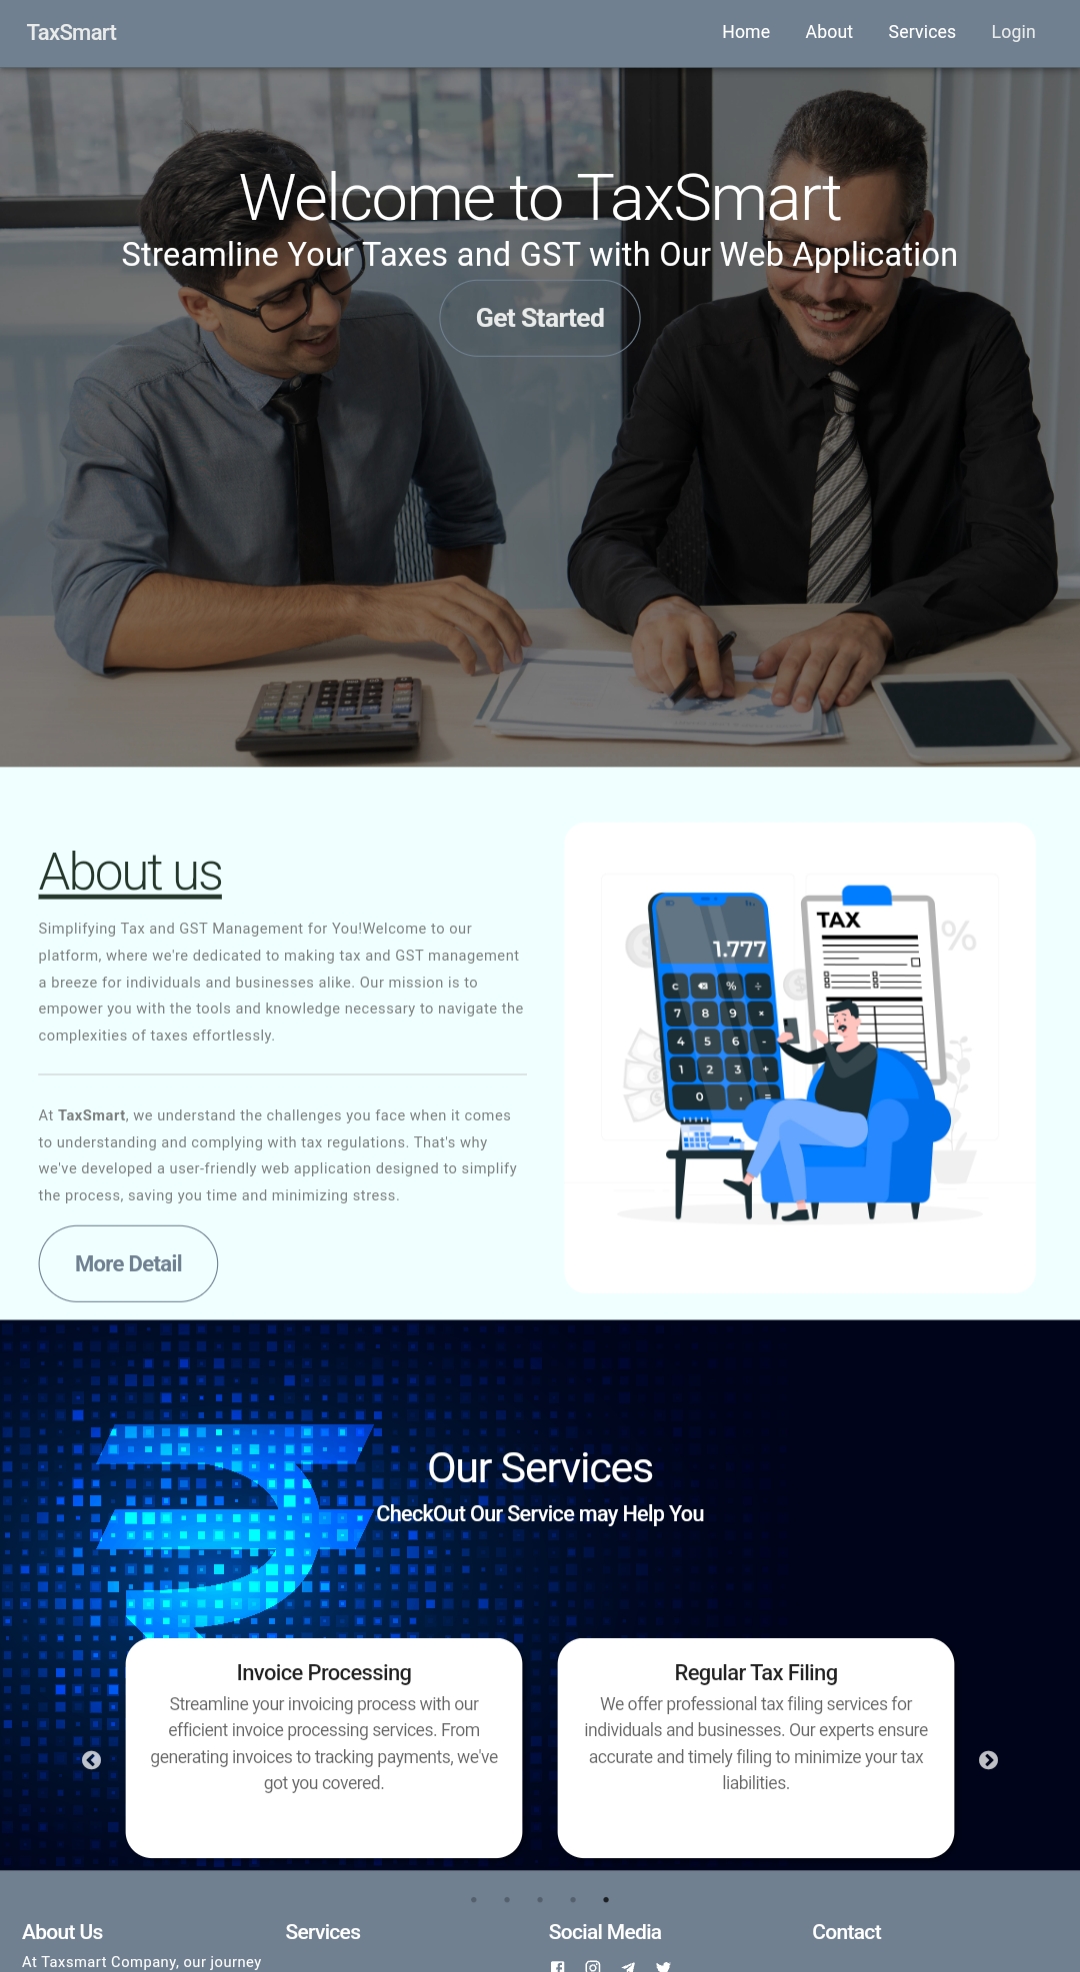 TaxSmart
Home About Services Login
Welcome to TaxSmart
Streamline Your Taxes and GST with Our Web Application
Get Started
About us
Simplifying Tax and GST Management for You!Welcome to our
platform, where we're dedicated to making tax and GST management
a breeze for individuals and businesses alike. Our mission is to
empower you with the tools and knowledge necessary to navigate the
complexities of taxes effortlessly.
At TaxSmart, we understand the challenges you face when it comes
to understanding and complying with tax regulations. That's why
we've developed a user-friendly web application designed to simplify
the process, saving you time and minimizing stress.
More Detail
1.777
C % ÷
7 8 9 ×
4 5 6 -
1 2 3 +
0 , =
TAX
%
Our Services
CheckOut Our Service may Help You
Invoice Processing
Streamline your invoicing process with our
efficient invoice processing services. From
generating invoices to tracking payments, we've
got you covered.
Regular Tax Filing
We offer professional tax filing services for
individuals and businesses. Our experts ensure
accurate and timely filing to minimize your tax
liabilities.
About Us
At Taxsmart Company, our journey
Services
Social Media
Contact